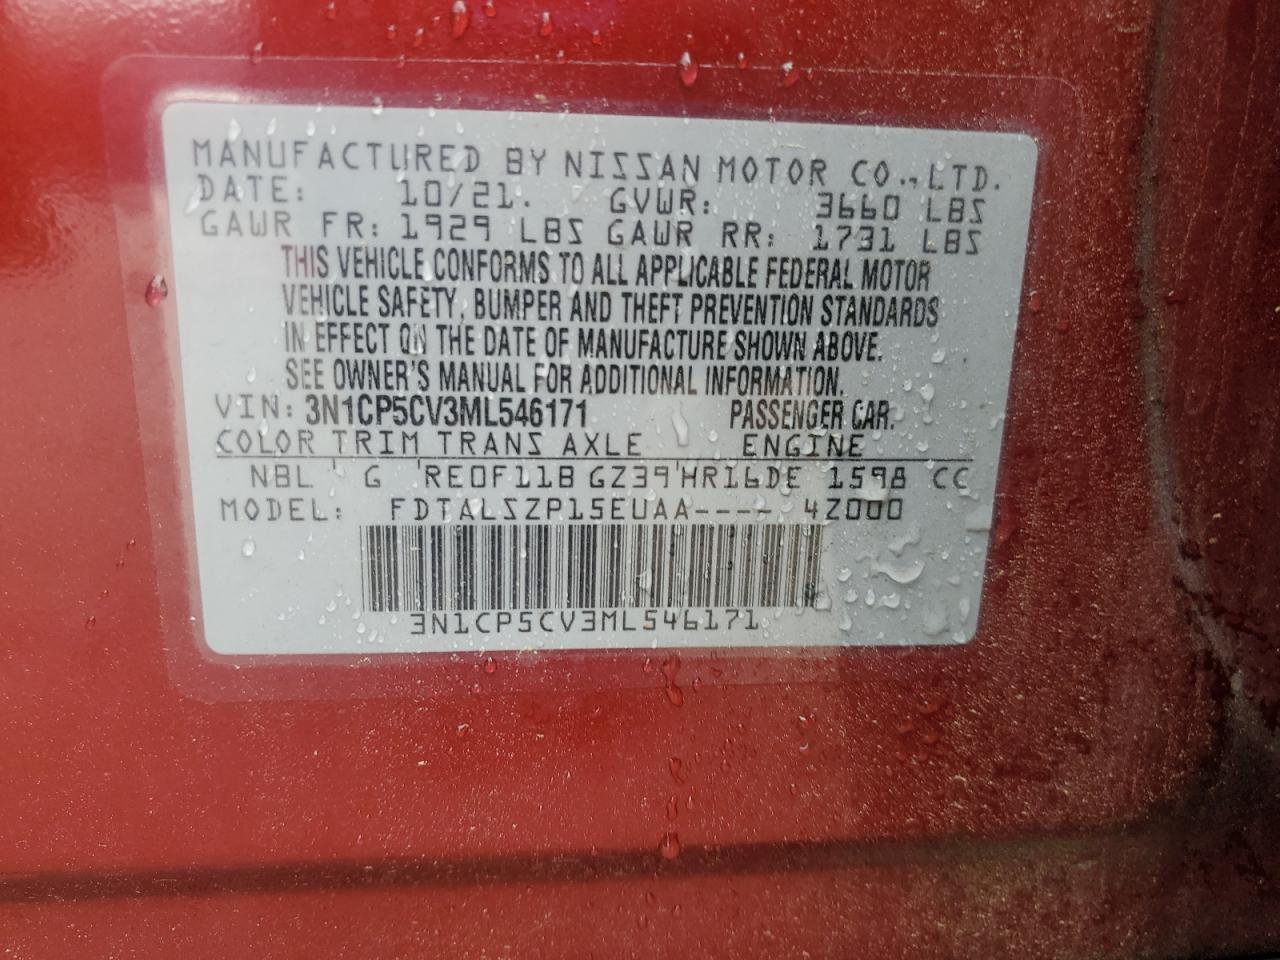 MANUFACTURED BY NISSAN MOTOR CO.,LTD.
DATE: 10/21. GVWR: 3660 LBS
GAWR FR: 1929 LBS GAWR RR: 1731 LBS
THIS VEHICLE CONFORMS TO ALL APPLICABLE FEDERAL MOTOR
VEHICLE SAFETY, BUMPER AND THEFT PREVENTION STANDARDS
IN EFFECT ON THE DATE OF MANUFACTURE SHOWN ABOVE.
SEE OWNER'S MANUAL FOR ADDITIONAL INFORMATION.
VIN: 3N1CP5CV3ML546171 PASSENGER CAR.
COLOR TRIM TRANS AXLE ENGINE
NBL ' G 'RE0F11B GZ39'HR16DE 1598 CC
MODEL: FDTALSZP15EUAA---- 4Z000
3N1CP5CV3ML546171